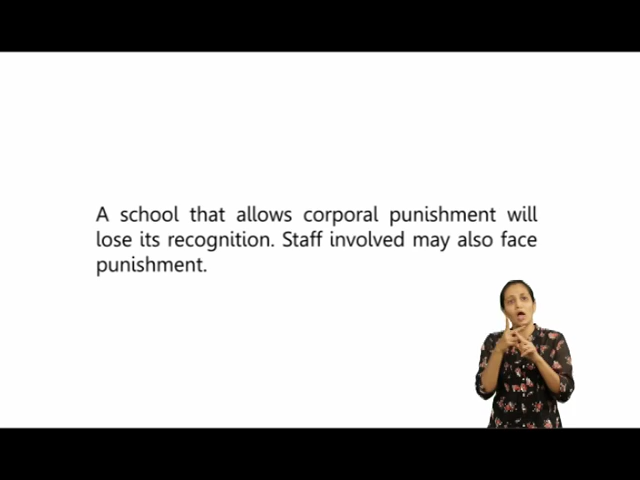 A school that allows corporal punishment will
lose its recognition. Staff involved may also face
punishment.